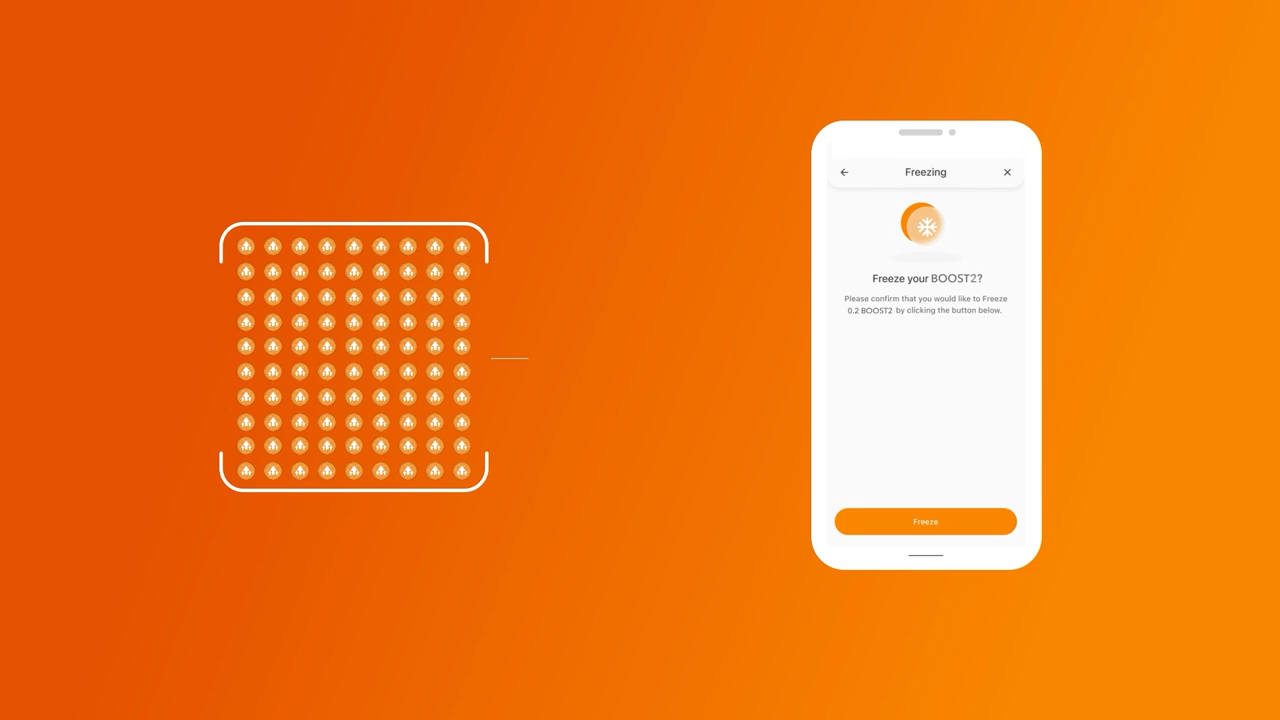 Freezing
Freeze your BOOST2?
Please confirm that you would like to Freeze
0.2 BOOST2 by clicking the button below.
Freeze